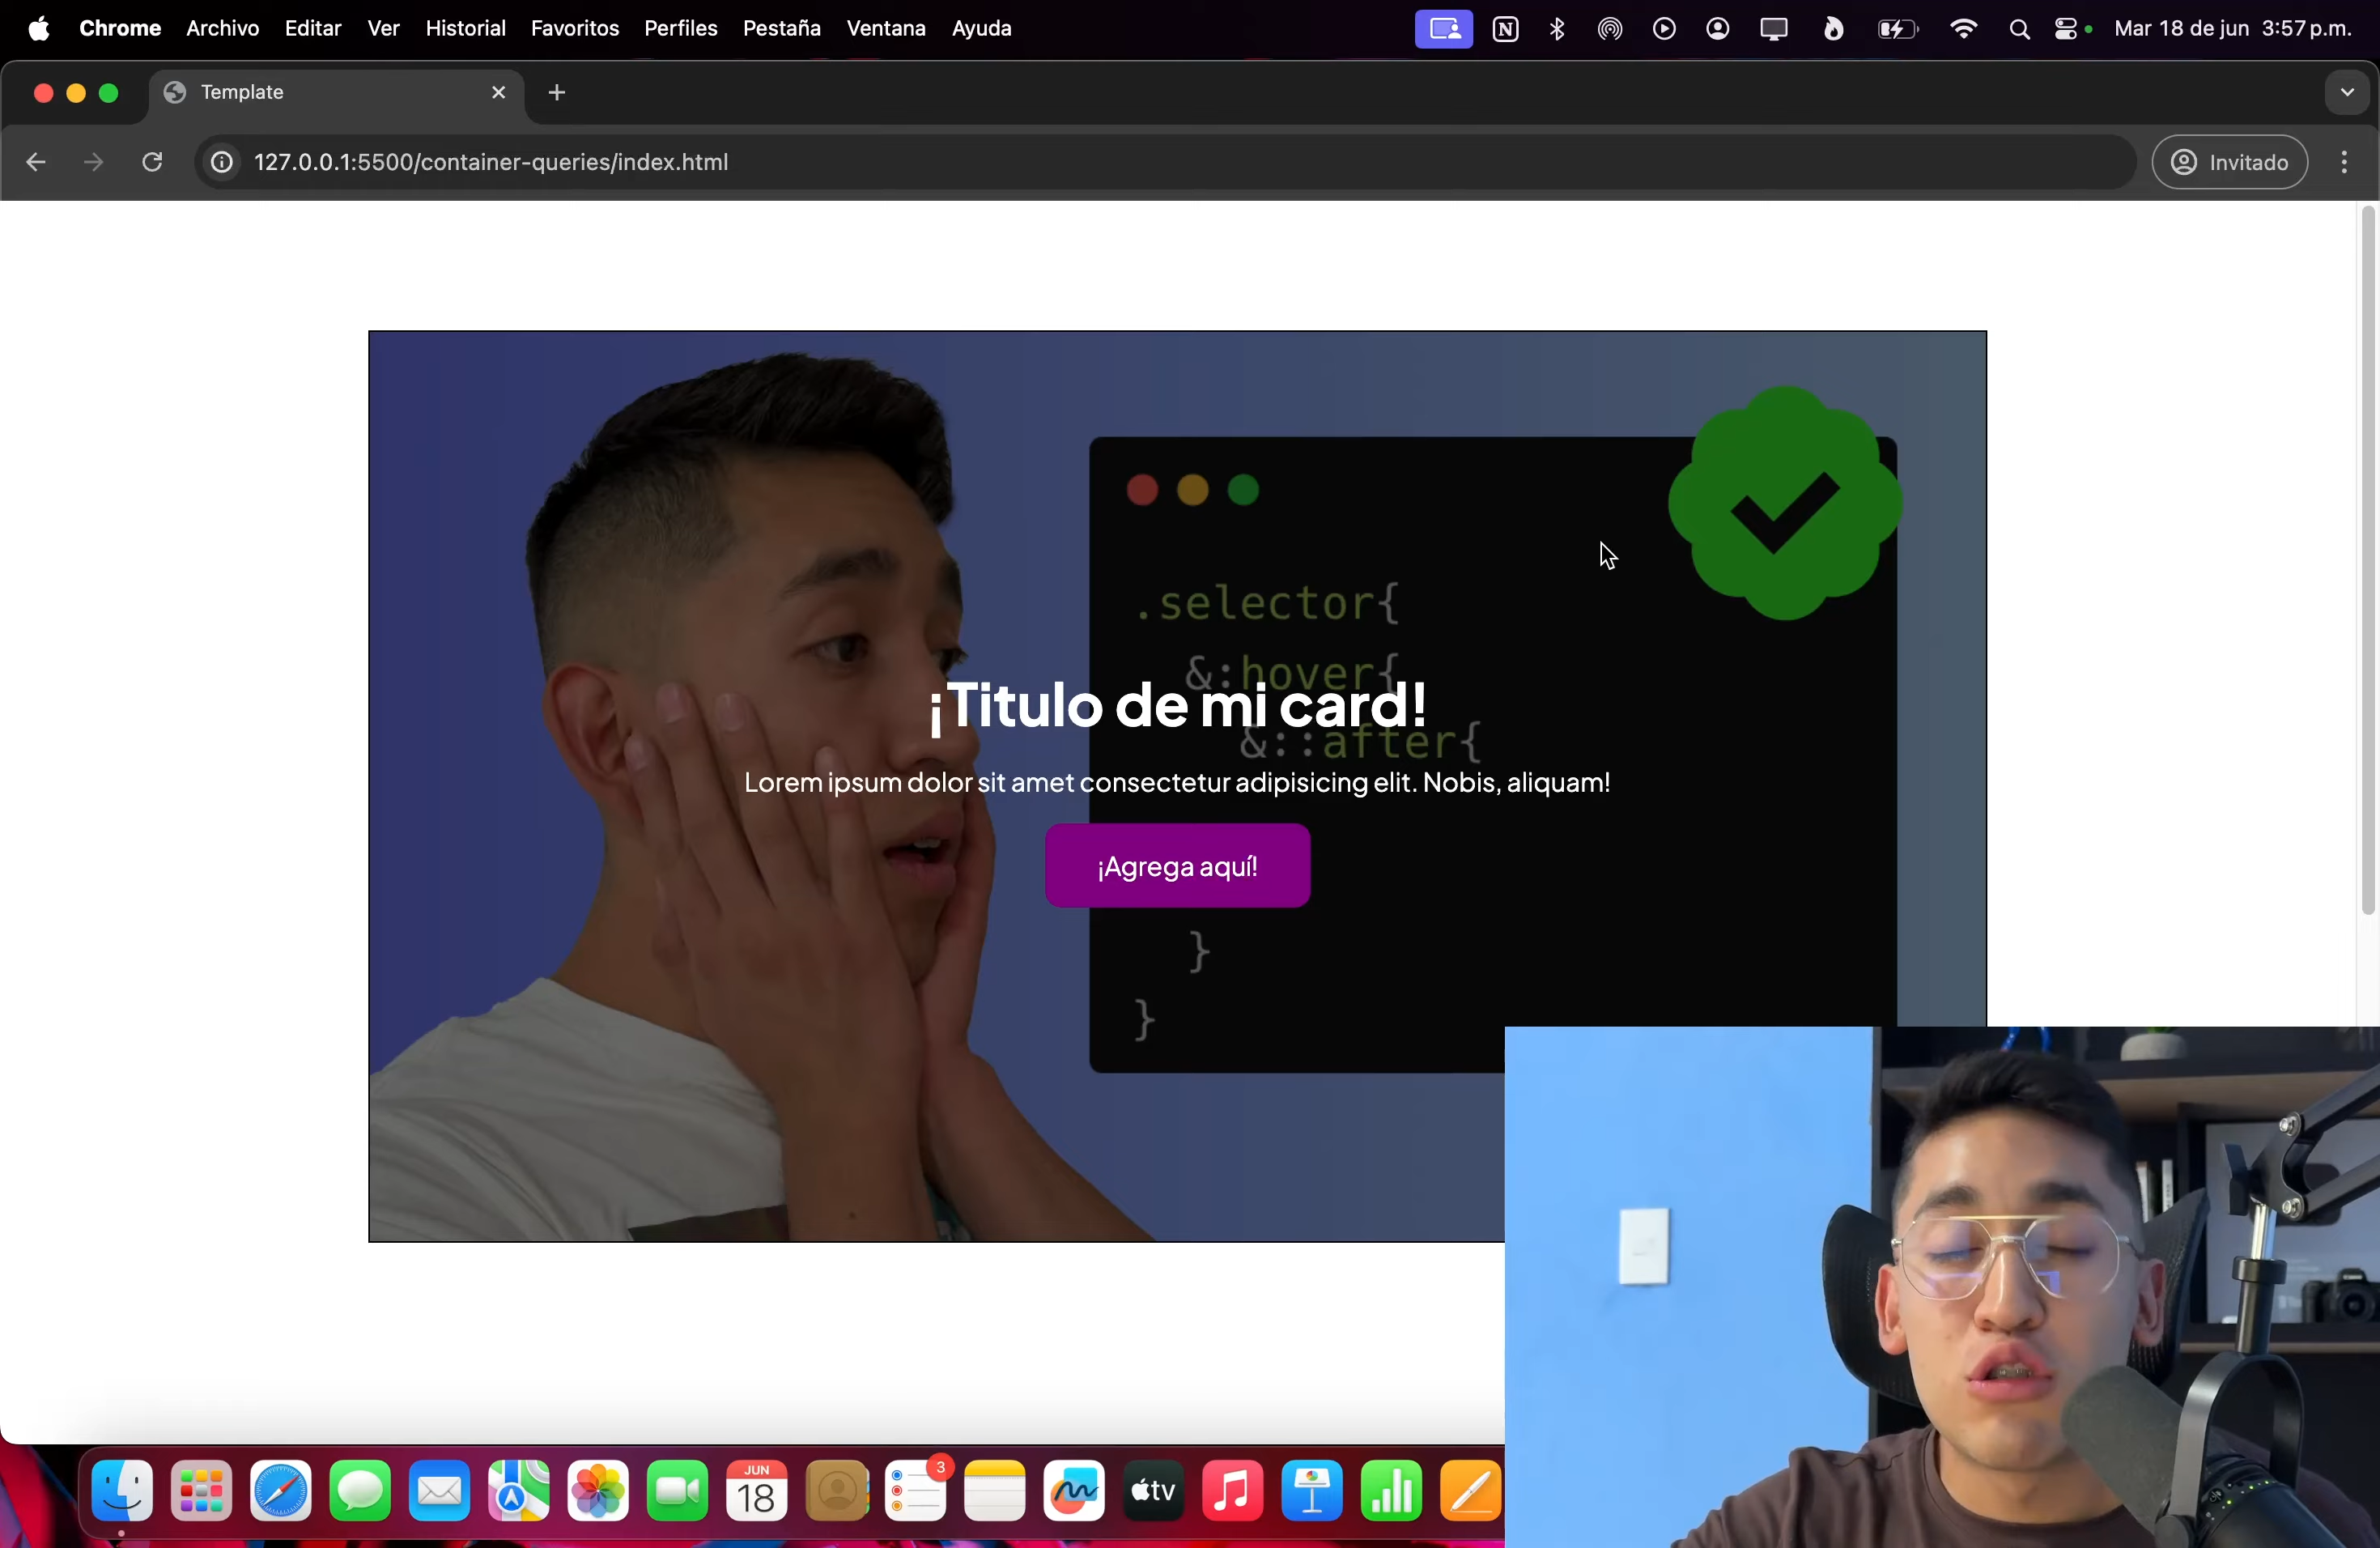 Chrome Archivo Editar Ver Historial Favoritos Perfiles Pestaña Ventana Ayuda
Mar 18 de jun 3:57 p.m.
Template
127.0.0.1:5500/container-queries/index.html
Invitado
.selector{
&:hover{
¡Titulo de mi card!
&::after{
Lorem ipsum dolor sit amet consectetur adipisicing elit. Nobis, aliquam!
¡Agrega aquí!
}
}
JUN
18
3
tv